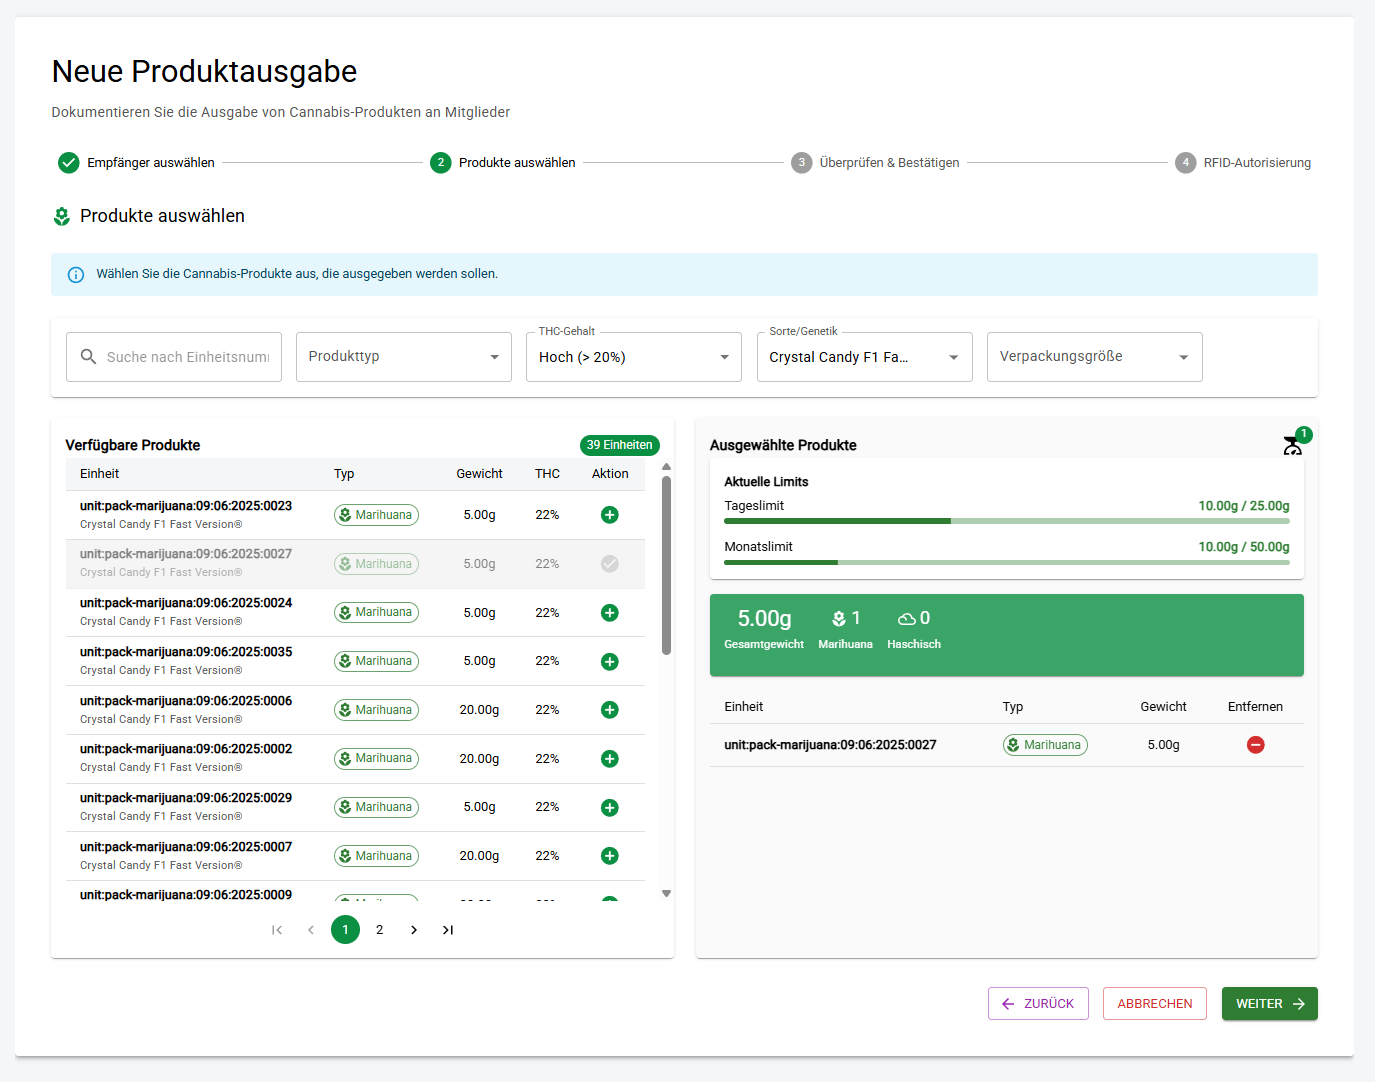 Neue Produktausgabe
Dokumentieren Sie die Ausgabe von Cannabis-Produkten an Mitglieder
Empfänger auswählen
2 Produkte auswählen
3 Überprüfen & Bestätigen
4 RFID-Autorisierung
Produkte auswählen
Wählen Sie die Cannabis-Produkte aus, die ausgegeben werden sollen.
Suche nach Einheitsnum
Produkttyp
THC-Gehalt
Hoch (> 20%)
Sorte/Genetik
Crystal Candy F1 Fa...
Verpackungsgröße
Verfügbare Produkte
39 Einheiten
Einheit Typ Gewicht THC Aktion
unit:pack-marijuana:09:06:2025:0023
Crystal Candy F1 Fast Version®
Marihuana 5.00g 22%
unit:pack-marijuana:09:06:2025:0027
Crystal Candy F1 Fast Version®
Marihuana 5.00g 22%
unit:pack-marijuana:09:06:2025:0024
Crystal Candy F1 Fast Version®
Marihuana 5.00g 22%
unit:pack-marijuana:09:06:2025:0035
Crystal Candy F1 Fast Version®
Marihuana 5.00g 22%
unit:pack-marijuana:09:06:2025:0006
Crystal Candy F1 Fast Version®
Marihuana 20.00g 22%
unit:pack-marijuana:09:06:2025:0002
Crystal Candy F1 Fast Version®
Marihuana 20.00g 22%
unit:pack-marijuana:09:06:2025:0029
Crystal Candy F1 Fast Version®
Marihuana 5.00g 22%
unit:pack-marijuana:09:06:2025:0007
Crystal Candy F1 Fast Version®
Marihuana 20.00g 22%
unit:pack-marijuana:09:06:2025:0009
1 2
Ausgewählte Produkte
1
Aktuelle Limits
Tageslimit 10.00g / 25.00g
Monatslimit 10.00g / 50.00g
5.00g 1 0
Gesamtgewicht Marihuana Haschisch
Einheit Typ Gewicht Entfernen
unit:pack-marijuana:09:06:2025:0027 Marihuana 5.00g
ZURÜCK
ABBRECHEN
WEITER